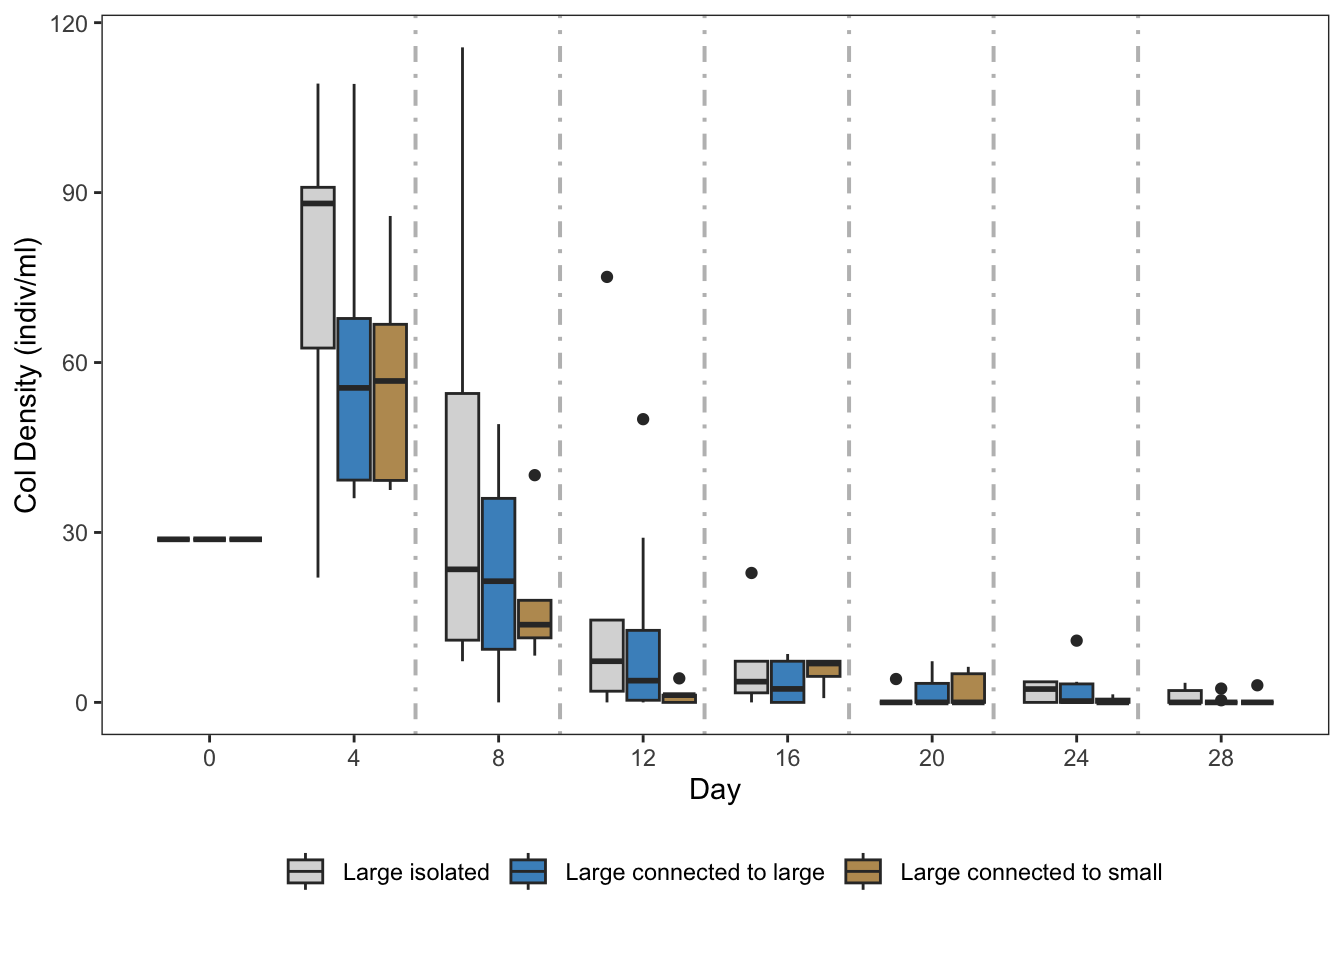 120
90
60
30
0
Col Density (indiv/ml)
0 4 8 12 16 20 24 28
Day
Large isolated Large connected to large Large connected to small